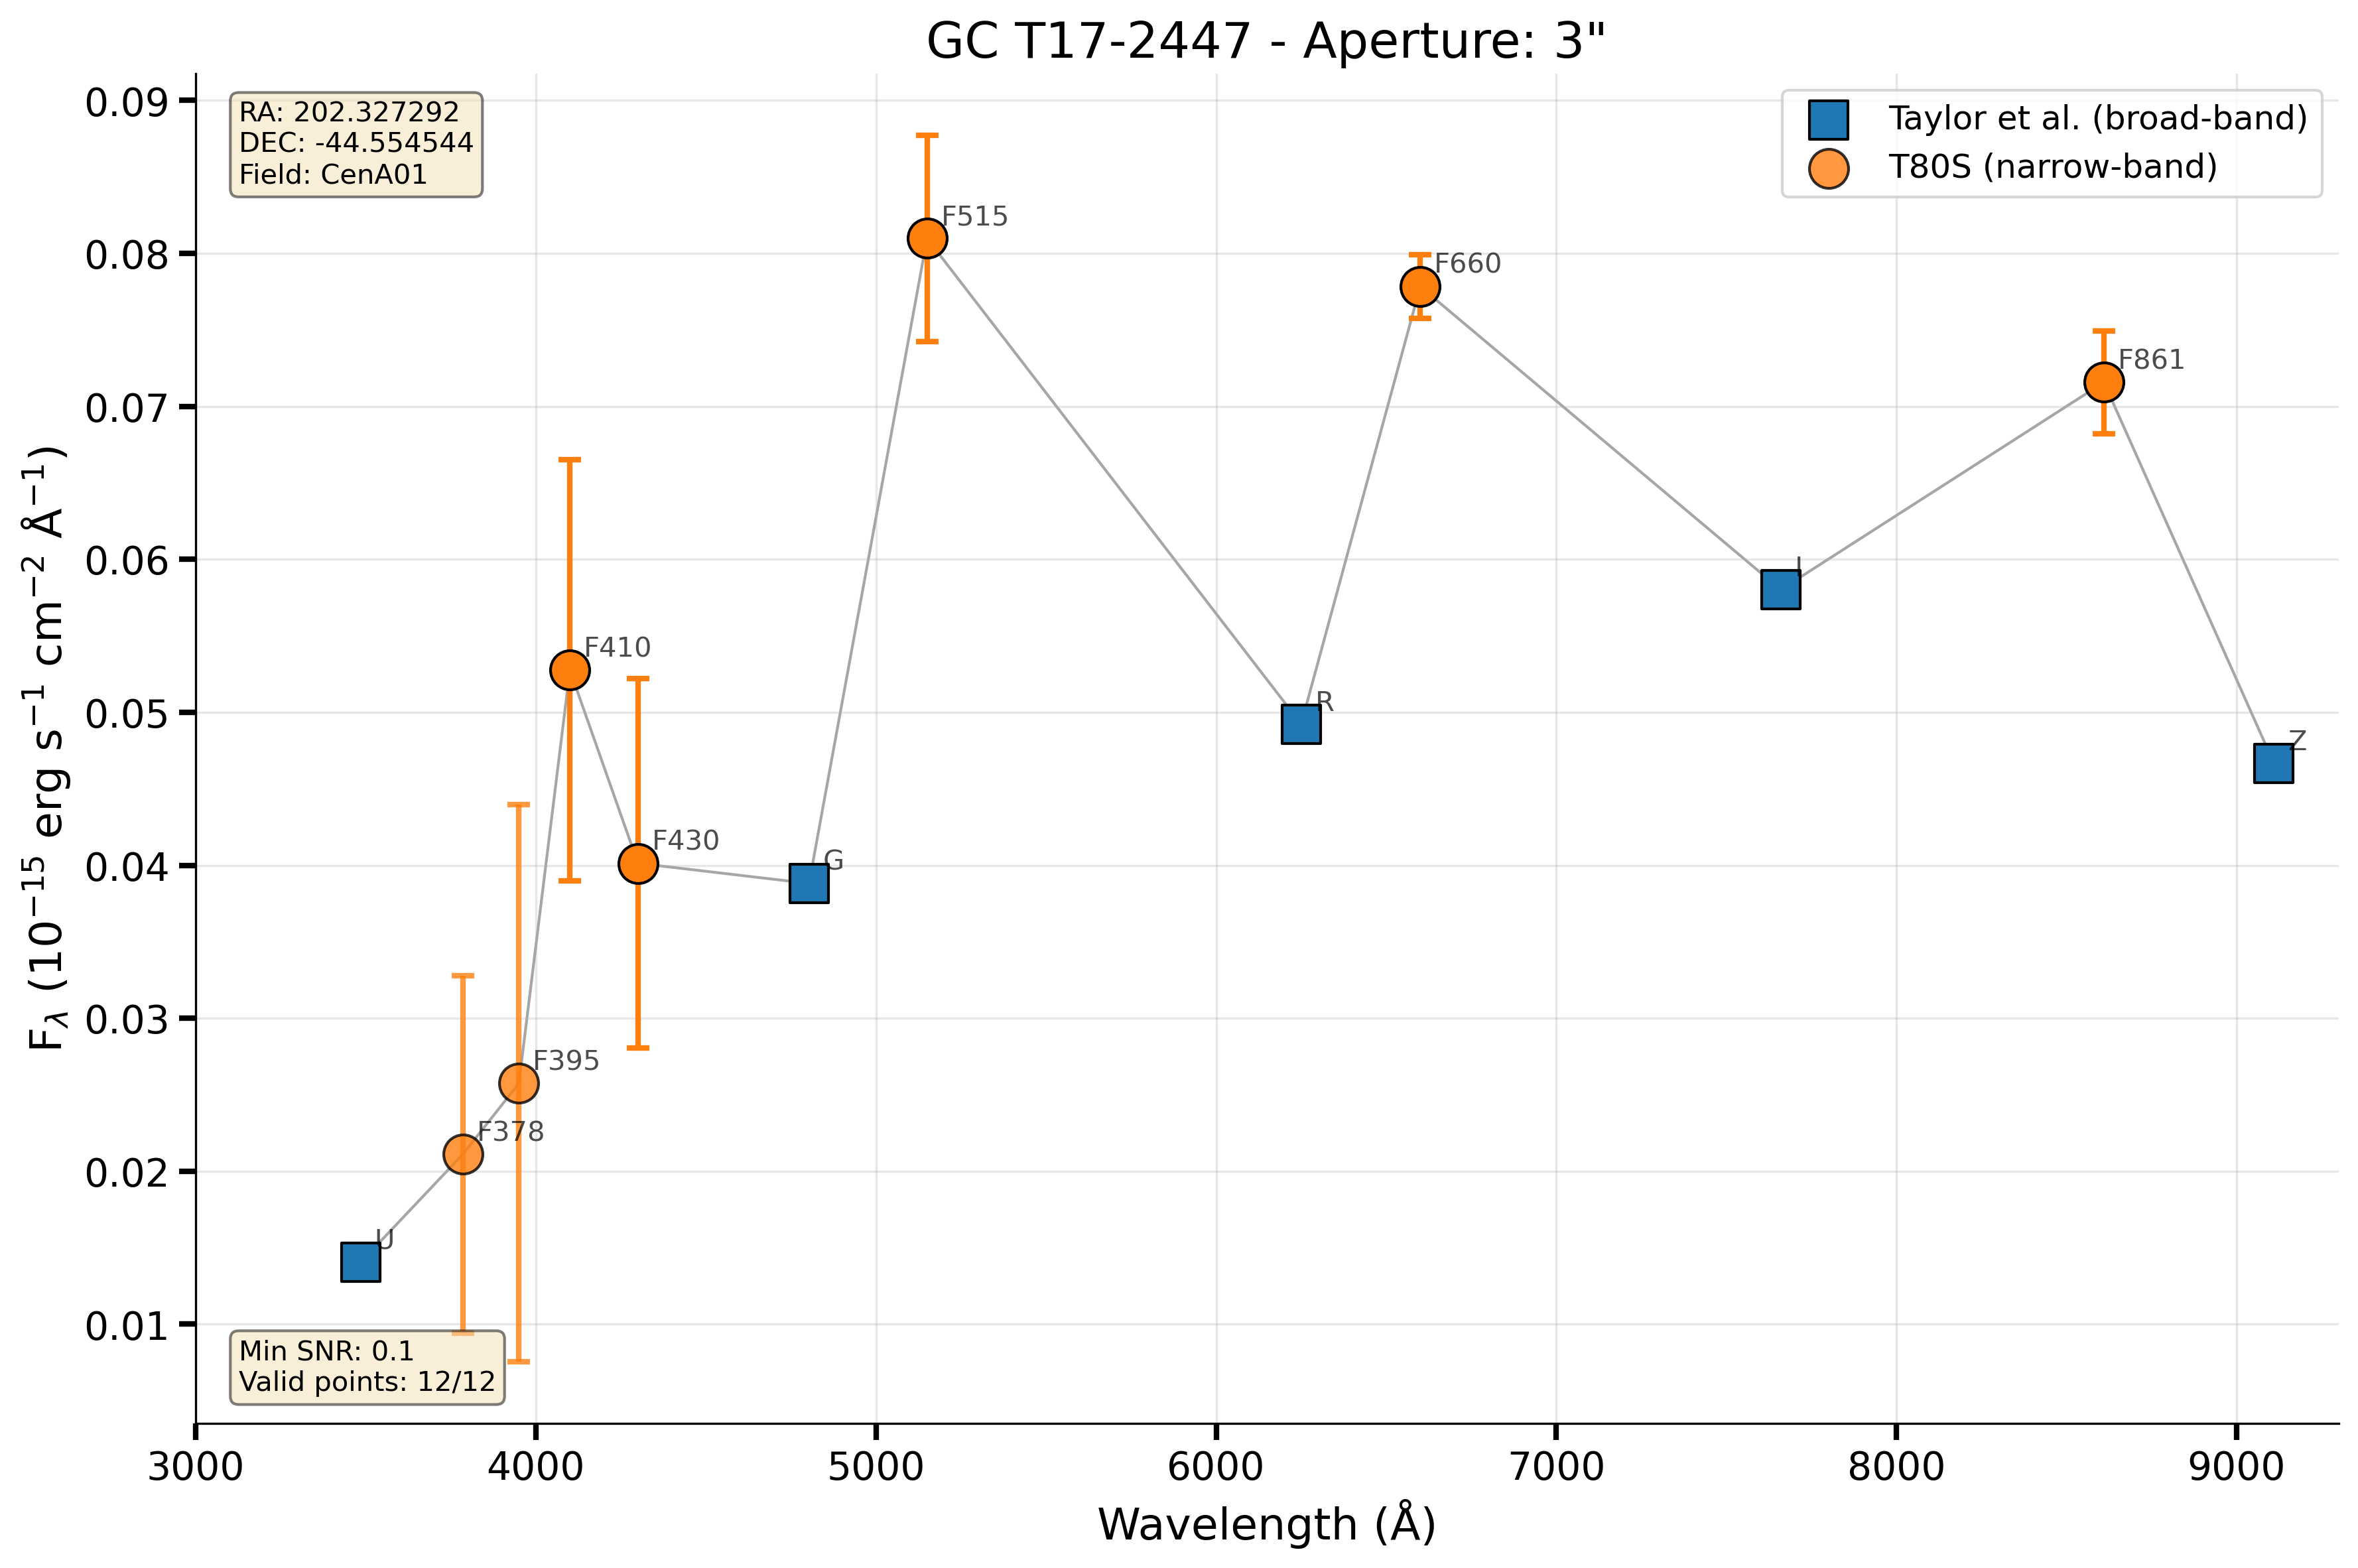 GC T17-2447 - Aperture: 3"
RA: 202.327292
DEC: -44.554544
Field: CenA01
Taylor et al. (broad-band)
T80S (narrow-band)
0.09
0.08
0.07
0.06
0.05
0.04
0.03
0.02
0.01
F_λ (10⁻¹⁵ erg s⁻¹ cm⁻² Å⁻¹)
F515
F660
F861
I
F410
R
Z
F430
G
F395
F378
U
Min SNR: 0.1
Valid points: 12/12
3000 4000 5000 6000 7000 8000 9000
Wavelength (Å)